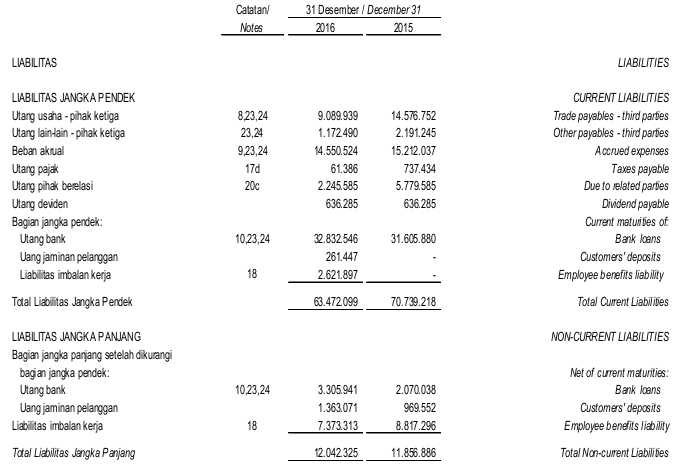 Catatan/ 31 Desember / December 31
Notes 2016 2015
LIABILITAS LIABILITIES
LIABILITAS JANGKA PENDEK CURRENT LIABILITIES
Utang usaha - pihak ketiga 8,23,24 9.089.939 14.576.752 Trade payables - third parties
Utang lain-lain - pihak ketiga 23,24 1.172.490 2.191.245 Other payables - third parties
Beban akrual 9,23,24 14.550.524 15.212.037 Accrued expenses
Utang pajak 17d 61.386 737.434 Taxes payable
Utang pihak berelasi 20c 2.245.585 5.779.585 Due to related parties
Utang deviden 636.285 636.285 Dividend payable
Bagian jangka pendek: Current maturities of:
Utang bank 10,23,24 32.832.546 31.605.880 Bank loans
Uang jaminan pelanggan 261.447 - Customers' deposits
Liabilitas imbalan kerja 18 2.621.897 - Employee benefits liability
Total Liabilitas Jangka Pendek 63.472.099 70.739.218 Total Current Liabilities
LIABILITAS JANGKA PANJANG NON-CURRENT LIABILITIES
Bagian jangka panjang setelah dikurangi
bagian jangka pendek: Net of current maturities:
Utang bank 10,23,24 3.305.941 2.070.038 Bank loans
Uang jaminan pelanggan 1.363.071 969.552 Customers' deposits
Liabilitas imbalan kerja 18 7.373.313 8.817.296 Employee benefits liability
Total Liabilitas Jangka Panjang 12.042.325 11.856.886 Total Non-current Liabilities